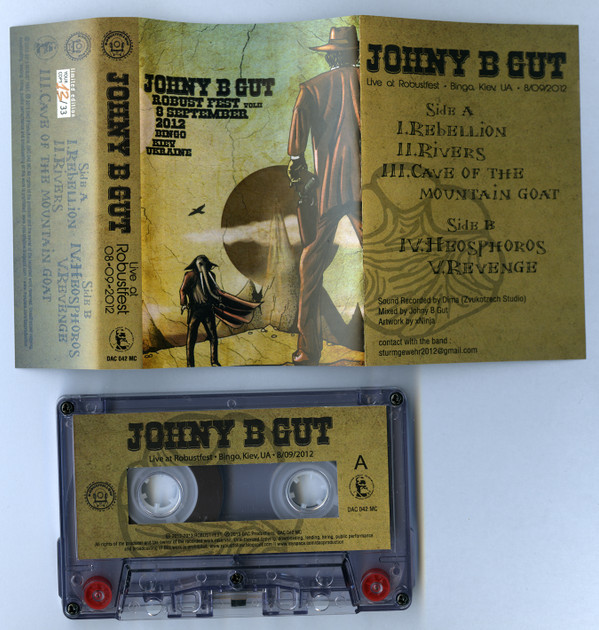 limited edition
YOUR COPY 12/33
Side A
I.Rebellion
II.Rivers
III.Cave of the mountain goat
Side B
IV.Heosphoros
V.Revenge
JOHNY B GUT
Live at Robustfest
08•09•2012
DAC 042 MC
JOHNY B GUT
ROBUST FEST VOL.II
8 SEPTEMBER
2012
BINGO
KIEV
UKRAINE
JOHNY B GUT
Live at Robustfest • Bingo, Kiev, UA • 8/09/2012
Side A
I.Rebellion
II.Rivers
III.Cave of the
mountain goat
Side B
IV.Heosphoros
V.Revenge
Sound Recorded by Dima (Zvukotzech Studio)
Mixed by Johny B Gut
Artwork by xNinja
contact with the band :
sturmgewehr2012@gmail.com
JOHNY B GUT
Live at Robustfest • Bingo, Kiev, UA • 8/09/2012
A
DAC 042 MC